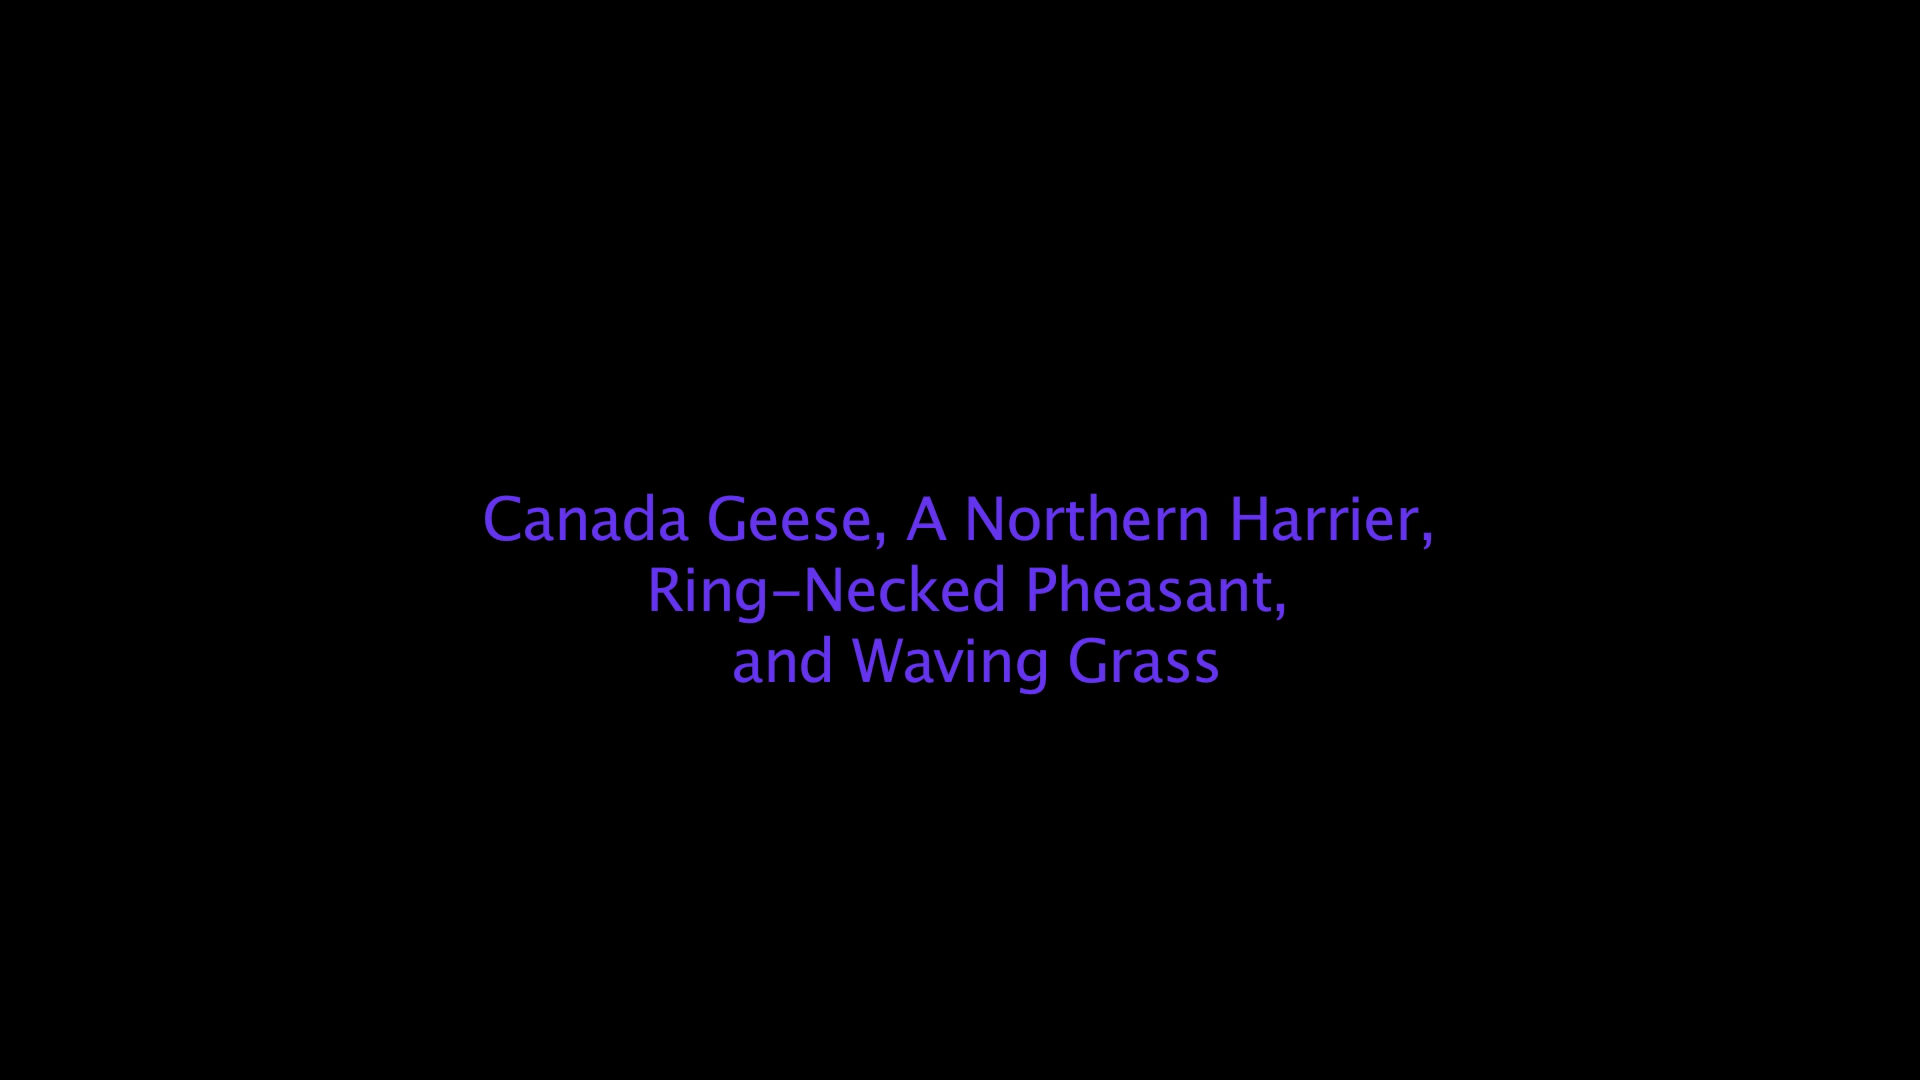 Canada Geese, A Northern Harrier,
Ring-Necked Pheasant,
and Waving Grass